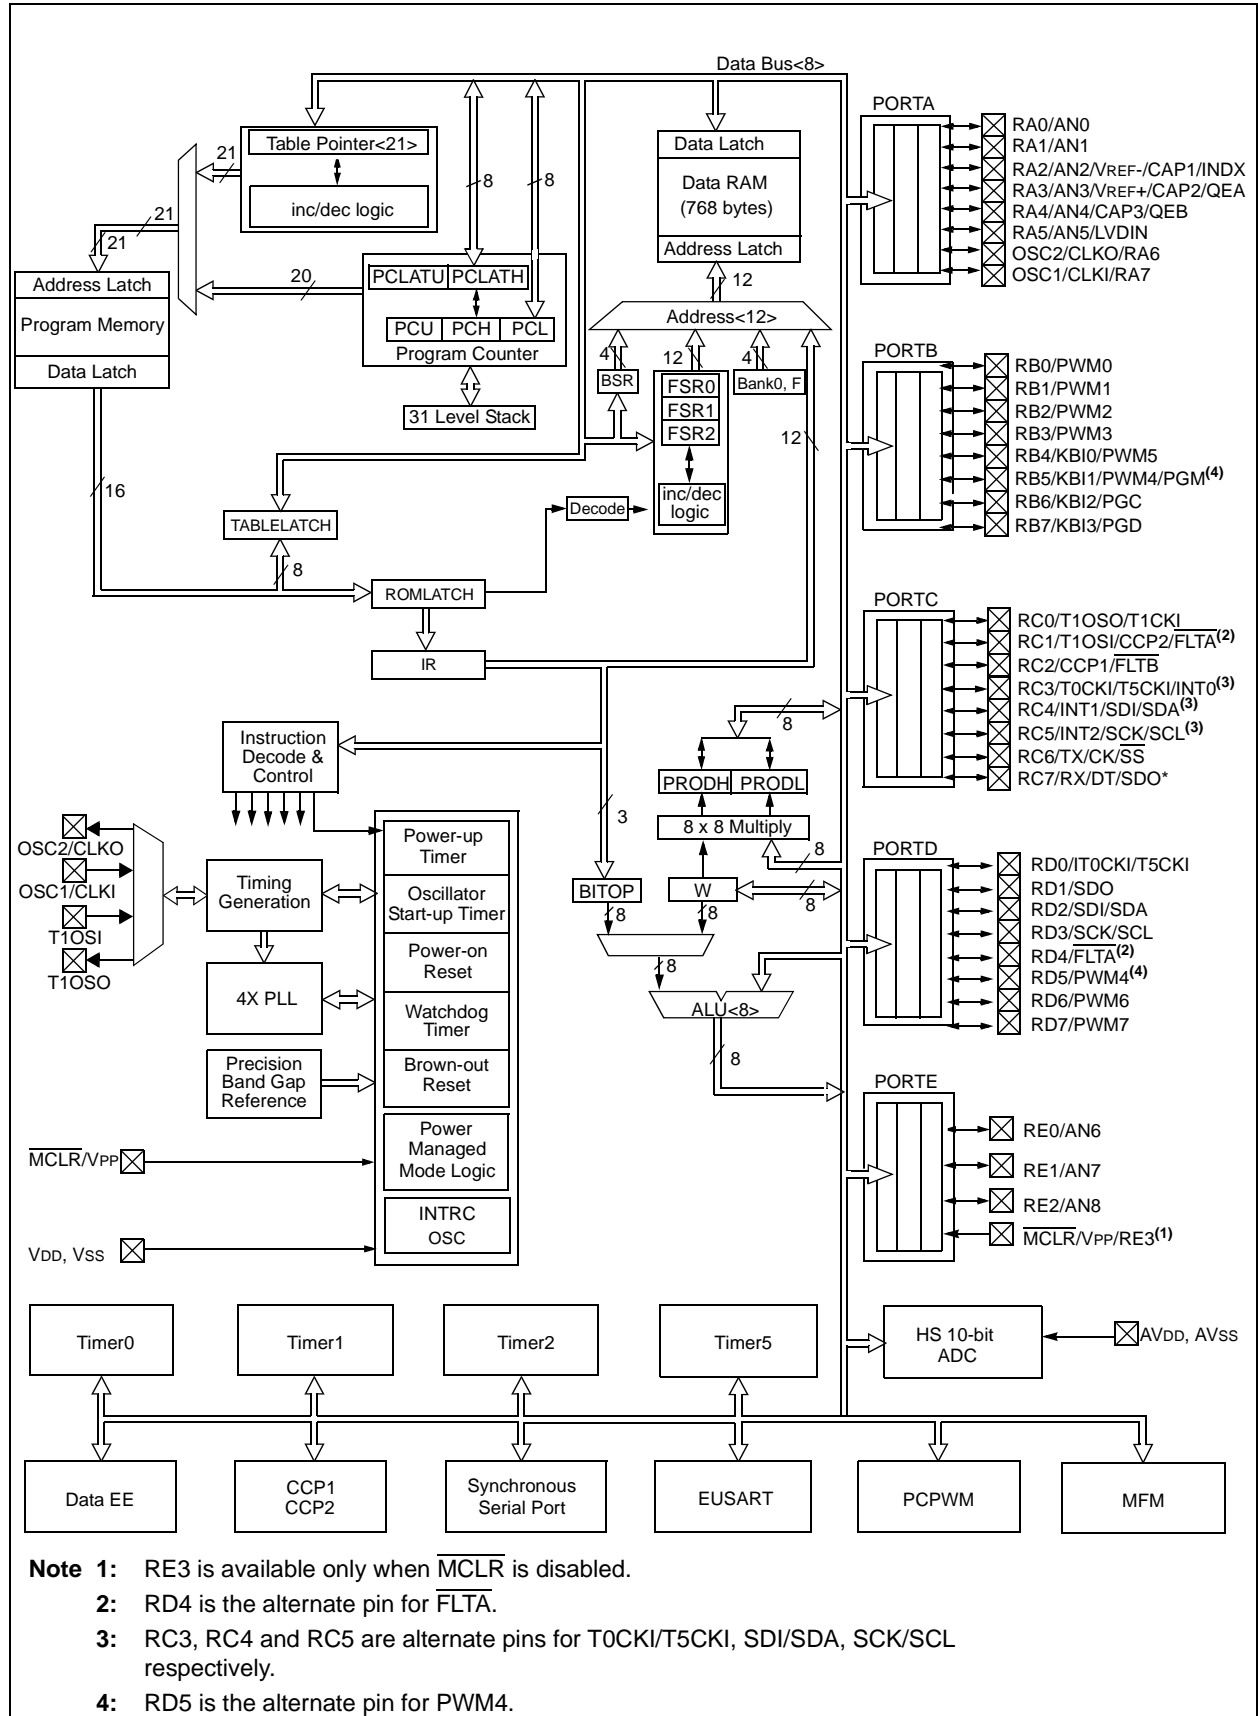 Data Bus<8>
Table Pointer<21>
inc/dec logic
21
21
21
20
8
8
PCLATU PCLATH
PCU PCH PCL
Program Counter
31 Level Stack
Address Latch
Program Memory
Data Latch
16
Data Latch
Data RAM
(768 bytes)
Address Latch
12
Address<12>
4
12
4
BSR
FSR0
FSR1
FSR2
Bank0, F
inc/dec
logic
12
Decode
TABLELATCH
8
ROMLATCH
IR
Instruction
Decode &
Control
OSC2/CLKO
OSC1/CLKI
T1OSI
T1OSO
Timing
Generation
4X PLL
Precision
Band Gap
Reference
Power-up
Timer
Oscillator
Start-up Timer
Power-on
Reset
Watchdog
Timer
Brown-out
Reset
Power
Managed
Mode Logic
INTRC
OSC
MCLR/VPP
VDD, VSS
8
PRODH PRODL
8 x 8 Multiply
3
8
BITOP
W
8
8
8
8
ALU<8>
8
PORTA
RA0/AN0
RA1/AN1
RA2/AN2/VREF-/CAP1/INDX
RA3/AN3/VREF+/CAP2/QEA
RA4/AN4/CAP3/QEB
RA5/AN5/LVDIN
OSC2/CLKO/RA6
OSC1/CLKI/RA7
PORTB
RB0/PWM0
RB1/PWM1
RB2/PWM2
RB3/PWM3
RB4/KBI0/PWM5
RB5/KBI1/PWM4/PGM(4)
RB6/KBI2/PGC
RB7/KBI3/PGD
PORTC
RC0/T1OSO/T1CKI
RC1/T1OSI/CCP2/FLTA(2)
RC2/CCP1/FLTB
RC3/T0CKI/T5CKI/INT0(3)
RC4/INT1/SDI/SDA(3)
RC5/INT2/SCK/SCL(3)
RC6/TX/CK/SS
RC7/RX/DT/SDO*
PORTD
RD0/IT0CKI/T5CKI
RD1/SDO
RD2/SDI/SDA
RD3/SCK/SCL
RD4/FLTA(2)
RD5/PWM4(4)
RD6/PWM6
RD7/PWM7
PORTE
RE0/AN6
RE1/AN7
RE2/AN8
MCLR/VPP/RE3(1)
Timer0
Timer1
Timer2
Timer5
HS 10-bit
ADC
AVDD, AVSS
Data EE
CCP1
CCP2
Synchronous
Serial Port
EUSART
PCPWM
MFM
Note 1: RE3 is available only when MCLR is disabled.
2: RD4 is the alternate pin for FLTA.
3: RC3, RC4 and RC5 are alternate pins for T0CKI/T5CKI, SDI/SDA, SCK/SCL
respectively.
4: RD5 is the alternate pin for PWM4.